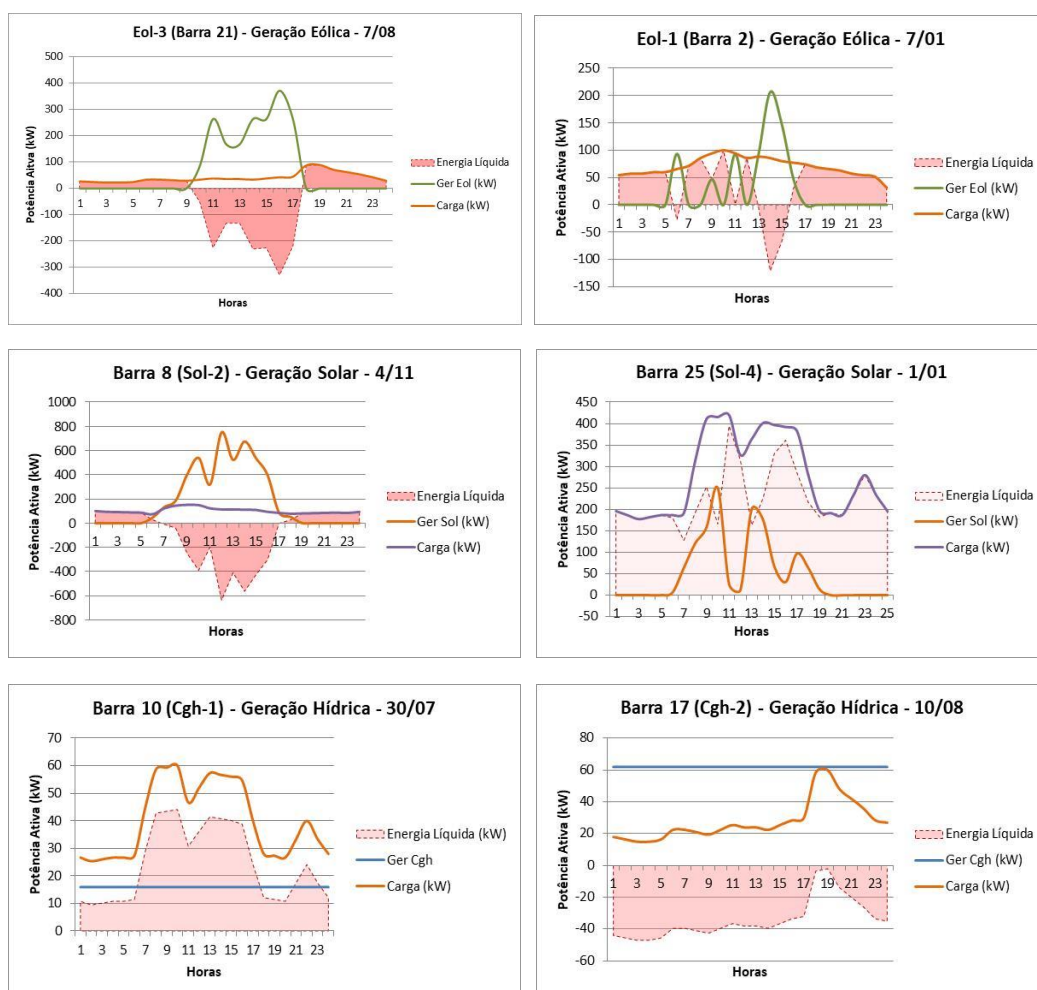 Eol-3 (Barra 21) - Geração Eólica - 7/08
500
400
300
200
100
0
-100
-200
-300
-400
1 3 5 7 9 11 13 15 17 19 21 23
Potência Ativa (kW)
Horas
Energia Líquida
Ger Eol (kW)
Carga (kW)
Eol-1 (Barra 2) - Geração Eólica - 7/01
250
200
150
100
50
0
-50
-100
-150
1 3 5 7 9 11 13 15 17 19 21 23
Potência Ativa (kW)
Horas
Energia Líquida
Ger Eol (kW)
Carga (kW)
Barra 8 (Sol-2) - Geração Solar - 4/11
1000
800
600
400
200
0
-200
-400
-600
-800
1 3 5 7 9 11 13 15 17 19 21 23
Potência Ativa (kW)
Horas
Energia Líquida
Ger Sol (kW)
Carga (kW)
Barra 25 (Sol-4) - Geração Solar - 1/01
450
400
350
300
250
200
150
100
50
0
-50
1 3 5 7 9 11 13 15 17 19 21 23 25
Potência Ativa (kW)
Horas
Energia Líquida
Ger Sol (kW)
Carga (kW)
Barra 10 (Cgh-1) - Geração Hídrica - 30/07
70
60
50
40
30
20
10
0
1 3 5 7 9 11 13 15 17 19 21 23
Potência Ativa (kW)
Horas
Energia Líquida (kW)
Ger Cgh
Carga (kW)
Barra 17 (Cgh-2) - Geração Hídrica - 10/08
80
60
40
20
0
-20
-40
-60
1 3 5 7 9 11 13 15 17 19 21 23
Potência Ativa (kW)
Horas
Energia Líquida
Ger Cgh (kW)
Carga (kW)